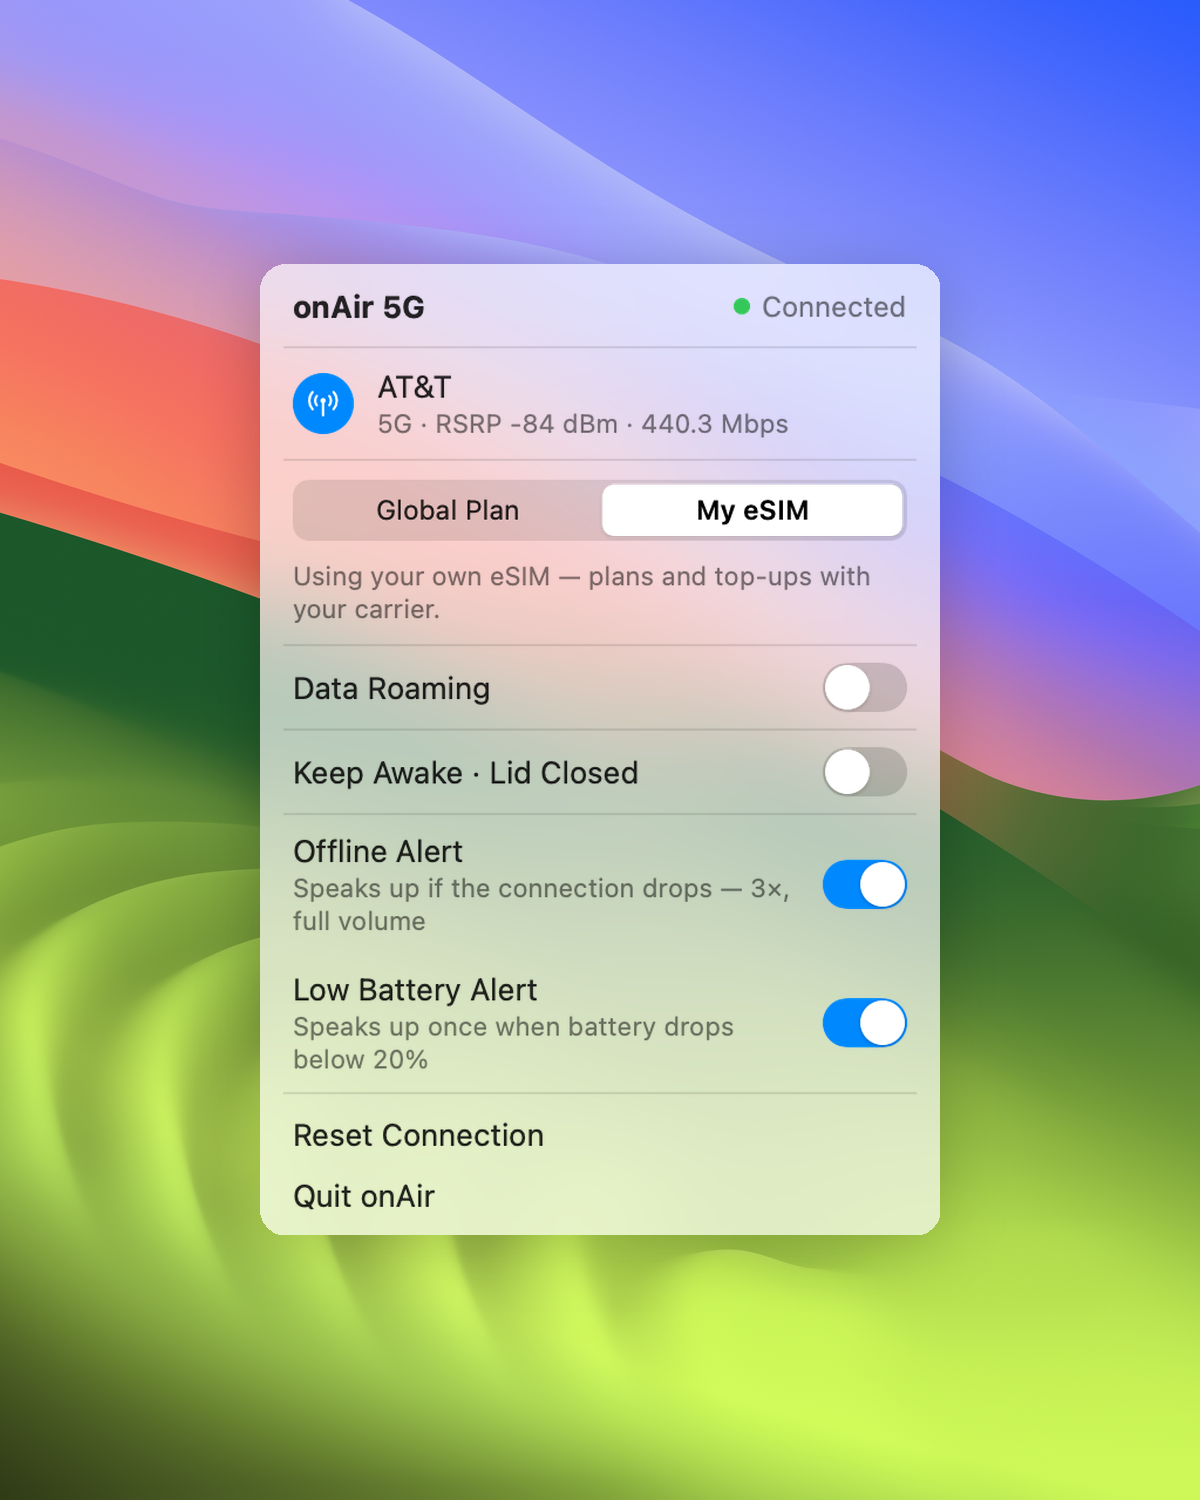 onAir 5G
Connected
AT&T
5G · RSRP -84 dBm · 440.3 Mbps
Global Plan
My eSIM
Using your own eSIM — plans and top-ups with
your carrier.
Data Roaming
Keep Awake · Lid Closed
Offline Alert
Speaks up if the connection drops — 3×,
full volume
Low Battery Alert
Speaks up once when battery drops
below 20%
Reset Connection
Quit onAir